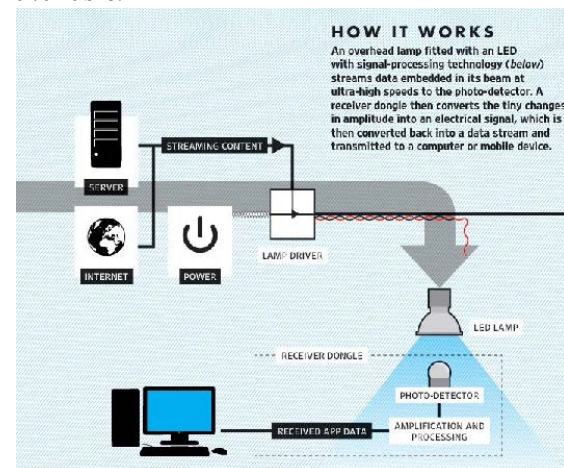 HOW IT WORKS
An overhead lamp fitted with an LED
with signal-processing technology (below)
streams data embedded in its beam at
ultra-high speeds to the photo-detector. A
receiver dongle then converts the tiny changes
in amplitude into an electrical signal, which is
then converted back into a data stream and
transmitted to a computer or mobile device.
STREAMING CONTENT
SERVER
LAMP DRIVER
INTERNET
POWER
LED LAMP
RECEIVER DONGLE
PHOTO-DETECTOR
RECEIVED APP DATA
AMPLIFICATION AND
PROCESSING